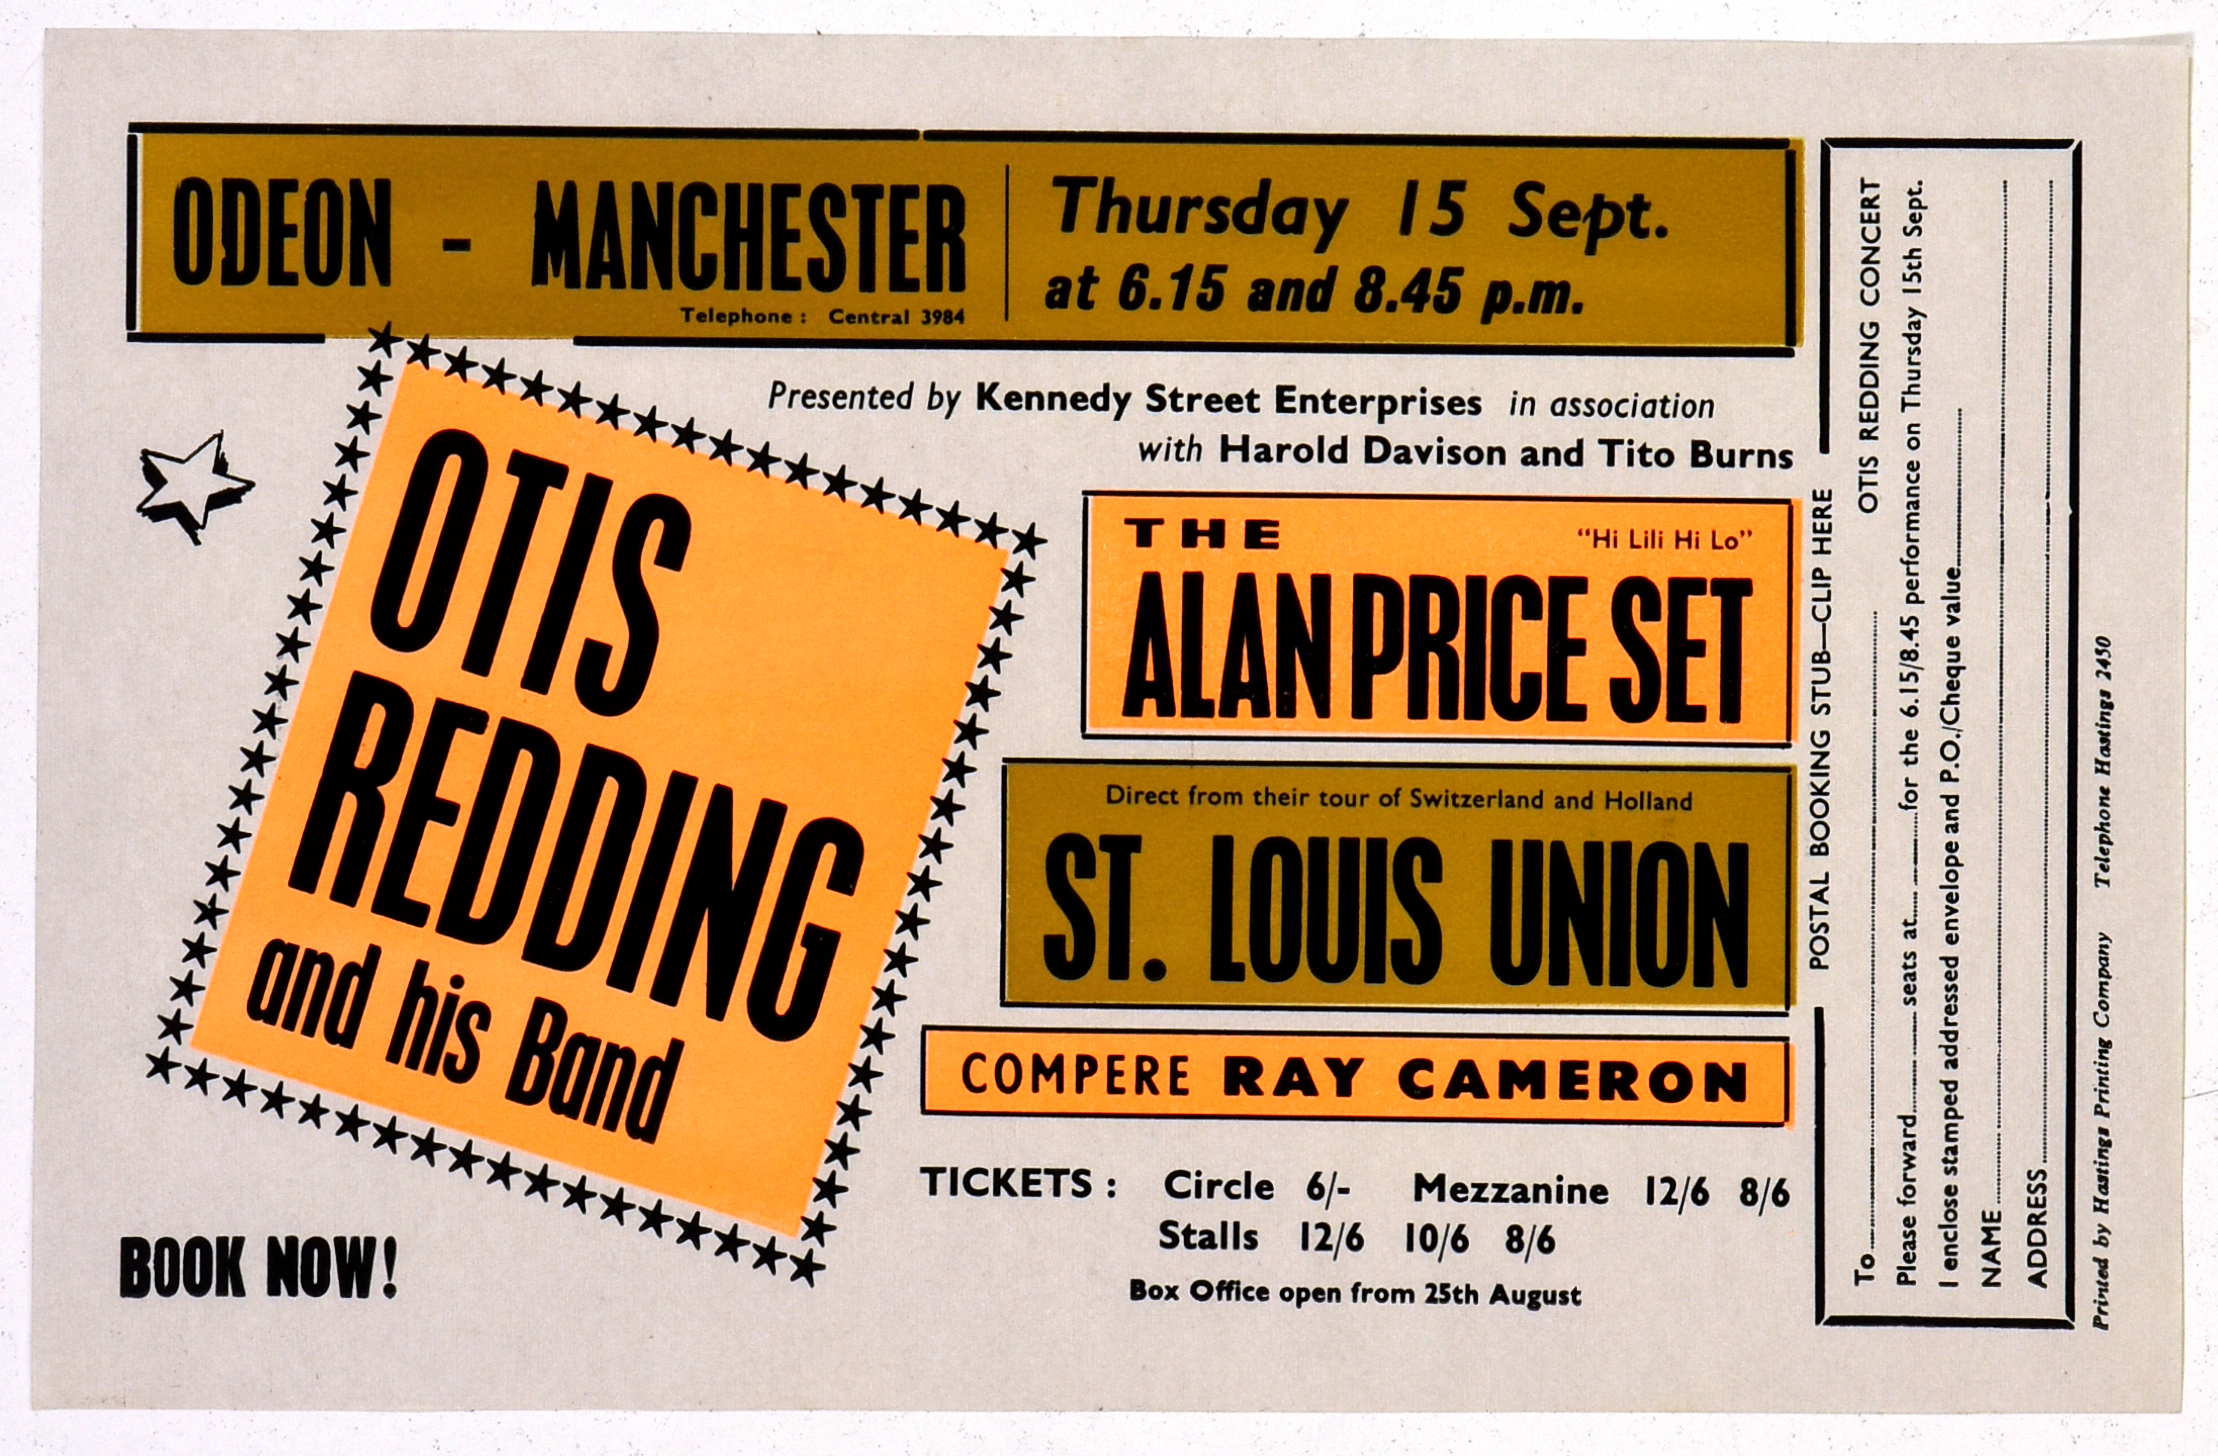 ODEON - MANCHESTER
Telephone : Central 3984
Thursday 15 Sept.
at 6.15 and 8.45 p.m.
Presented by Kennedy Street Enterprises in association
with Harold Davison and Tito Burns
OTIS
REDDING
and his Band
THE
"Hi Lili Hi Lo"
ALAN PRICE SET
Direct from their tour of Switzerland and Holland
ST. LOUIS UNION
COMPERE RAY CAMERON
TICKETS : Circle 6/- Mezzanine 12/6 8/6
Stalls 12/6 10/6 8/6
Box Office open from 25th August
BOOK NOW!
POSTAL BOOKING STUB—CLIP HERE
OTIS REDDING CONCERT
To
Please forward seats at for the 6.15/8.45 performance on Thursday 15th Sept.
I enclose stamped addressed envelope and P.O./Cheque value
NAME
ADDRESS
Printed by Hastings Printing Company Telephone Hastings 2450